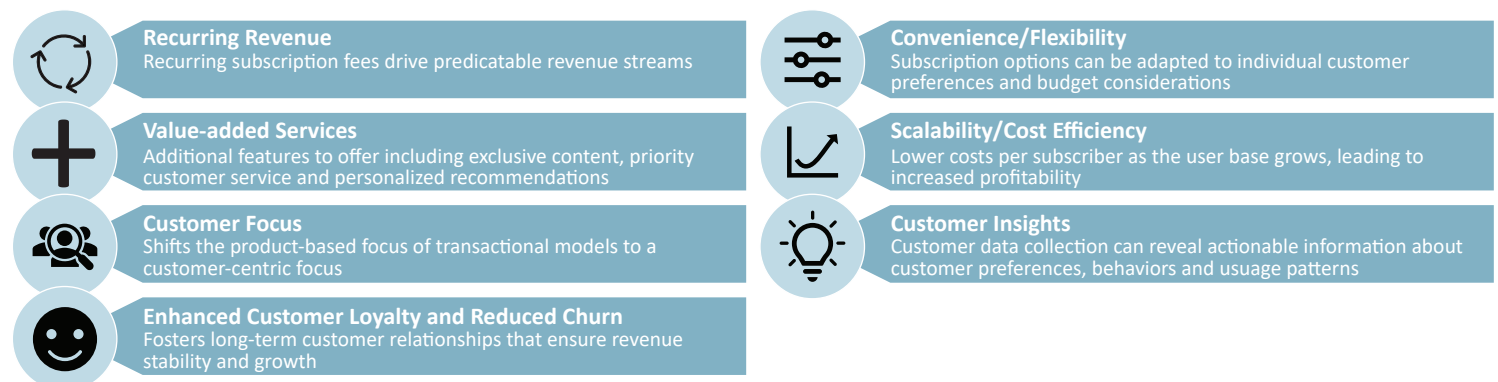 Recurring Revenue
Recurring subscription fees drive predicatable revenue streams
Value-added Services
Additional features to offer including exclusive content, priority
customer service and personalized recommendations
Customer Focus
Shifts the product-based focus of transactional models to a
customer-centric focus
Enhanced Customer Loyalty and Reduced Churn
Fosters long-term customer relationships that ensure revenue
stability and growth
Convenience/Flexibility
Subscription options can be adapted to individual customer
preferences and budget considerations
Scalability/Cost Efficiency
Lower costs per subscriber as the user base grows, leading to
increased profitability
Customer Insights
Customer data collection can reveal actionable information about
customer preferences, behaviors and usuage patterns